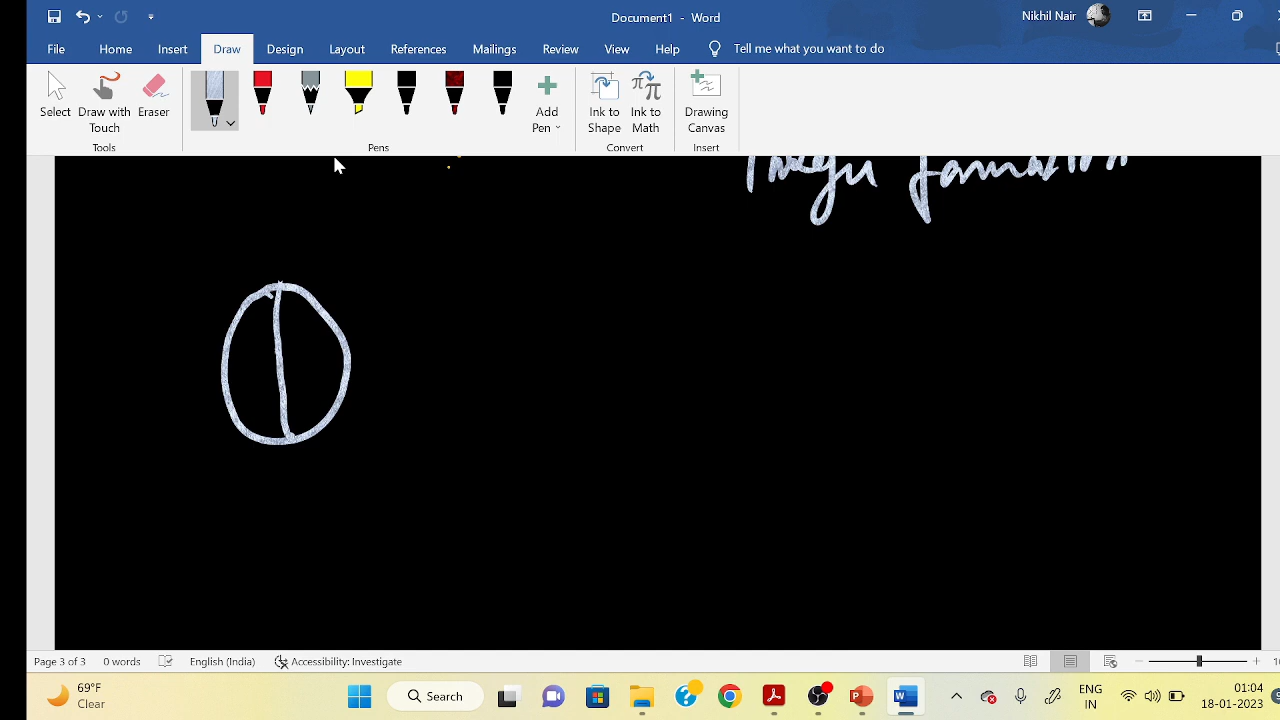 Document1 - Word
Nikhil Nair
File Home Insert Draw Design Layout References Mailings Review View Help Tell me what you want to do
Select
Draw with
Touch
Eraser
Add
Pen
Ink to
Shape
Ink to
Math
Drawing
Canvas
Tools Pens Convert Insert
Page 3 of 3 0 words English (India) Accessibility: Investigate
69°F
Clear
Search
ENG
IN
01:04
18-01-2023